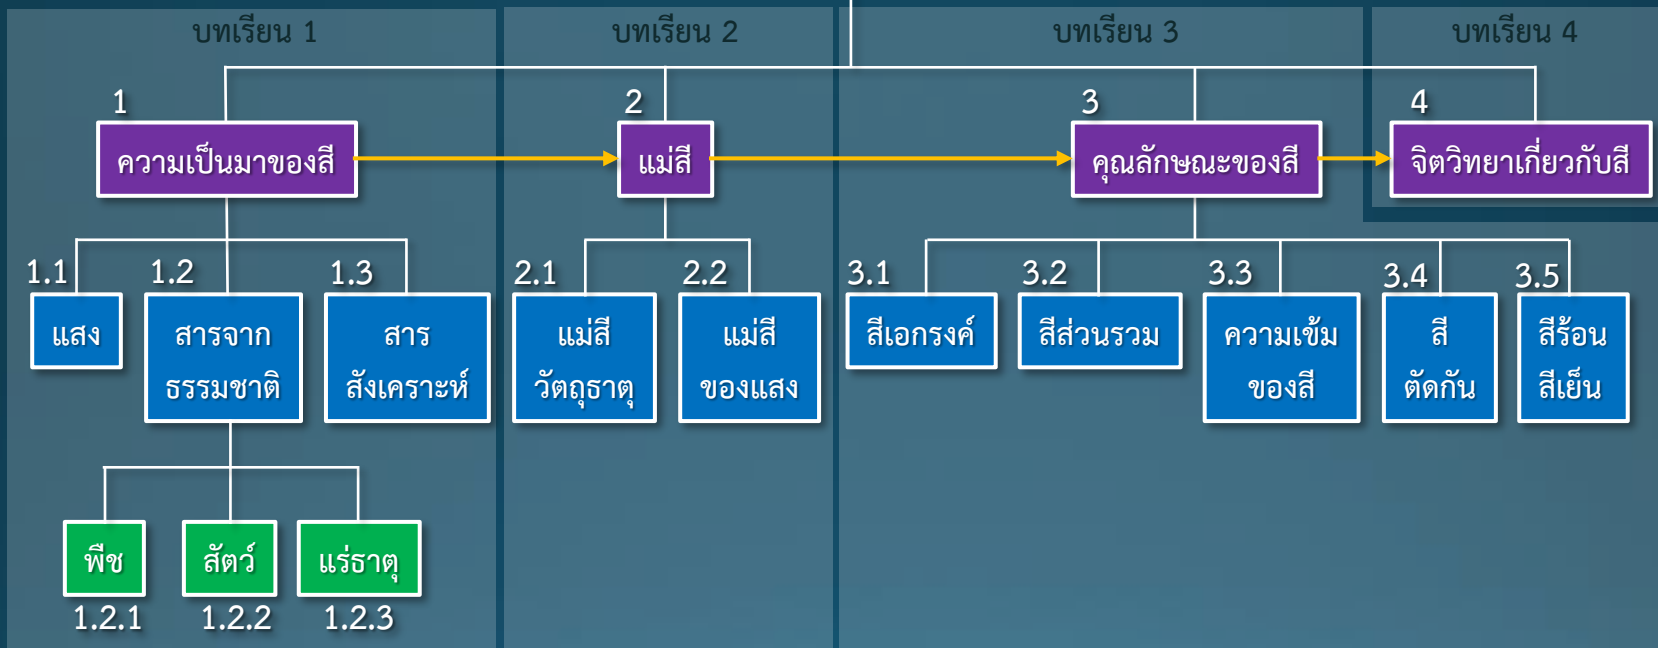 บทเรียน 1
บทเรียน 2
บทเรียน 3
บทเรียน 4
1
2
3
4
ความเป็นมาของสี
แม่สี
คุณลักษณะของสี
จิตวิทยาเกี่ยวกับสี
1.1
1.2
1.3
2.1
2.2
3.1
3.2
3.3
3.4
3.5
แสง
สารจาก
ธรรมชาติ
สาร
สังเคราะห์
แม่สี
วัตถุธาตุ
แม่สี
ของแสง
สีเอกรงค์
สีส่วนรวม
ความเข้ม
ของสี
สี
ตัดกัน
สีร้อน
สีเย็น
พืช
สัตว์
แร่ธาตุ
1.2.1
1.2.2
1.2.3